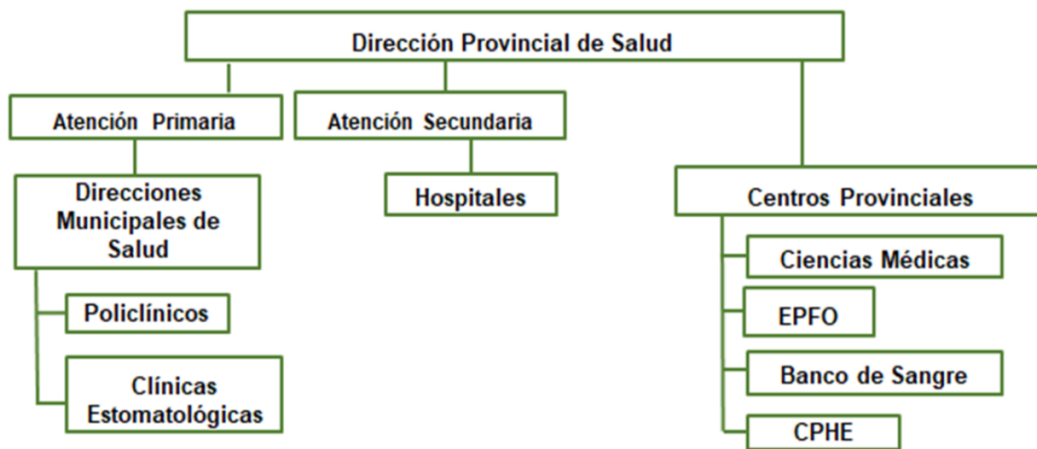 Dirección Provincial de Salud
Atención Primaria
Atención Secundaria
Direcciones
Municipales de
Salud
Hospitales
Centros Provinciales
Ciencias Médicas
Policlínicos
EPFO
Clínicas
Estomatológicas
Banco de Sangre
CPHE